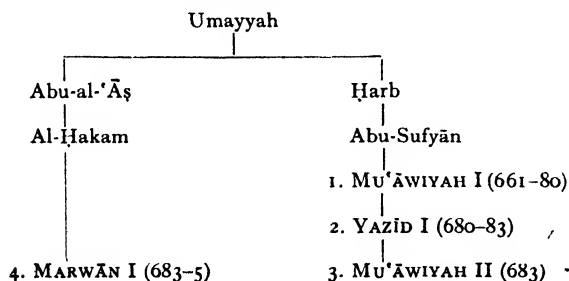 Umayyah
Abu-al-‘Āṣ Ḥarb
Al-Ḥakam Abu-Sufyān
1. Mu‘āwiyah I (661–80)
2. Yazīd I (680–83)
4. Marwān I (683–5) 3. Mu‘āwiyah II (683)